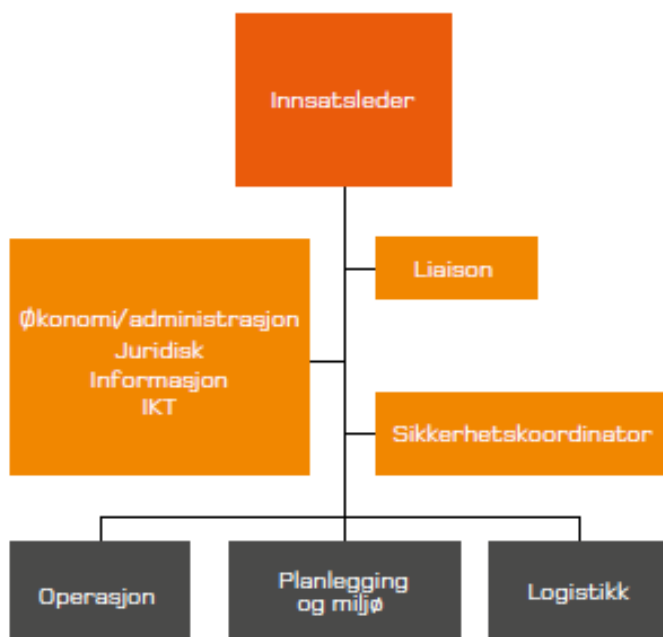 Innsatsleder
Liaison
Økonomi/administrasjon
Juridisk
Informasjon
IKT
Sikkerhetskoordinator
Operasjon
Planlegging
og miljø
Logistikk